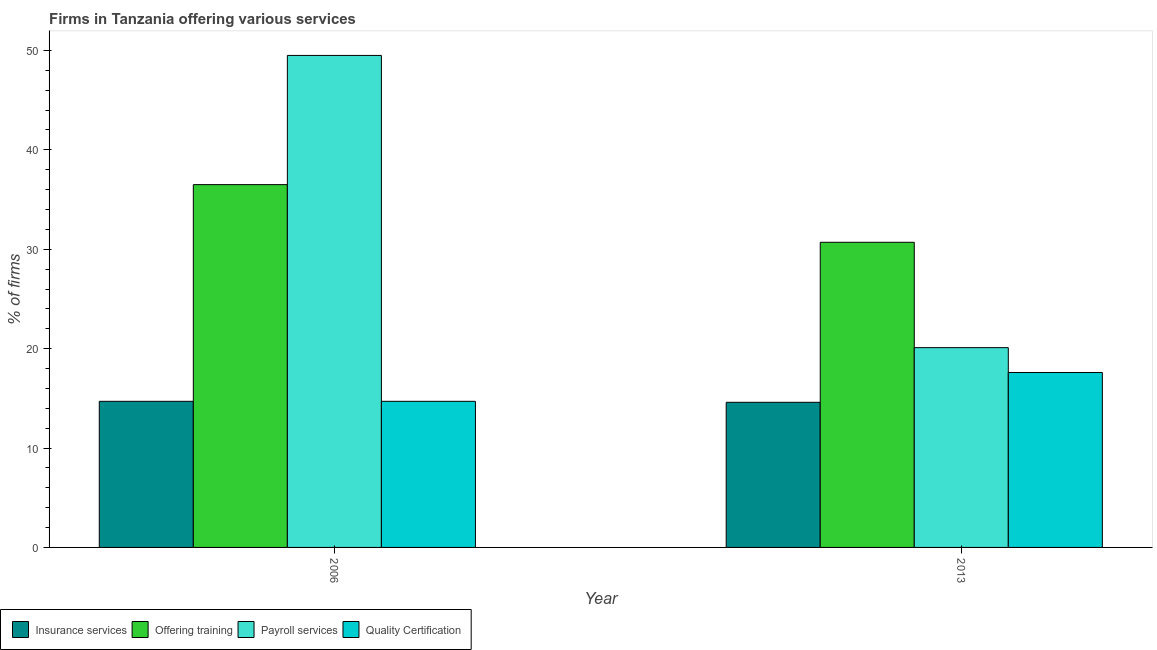 Firms in Tanzania offering various services
% of firms
50
40
30
20
10
0
2006
2013
Year
Insurance services
Offering training
Payroll services
Quality Certification